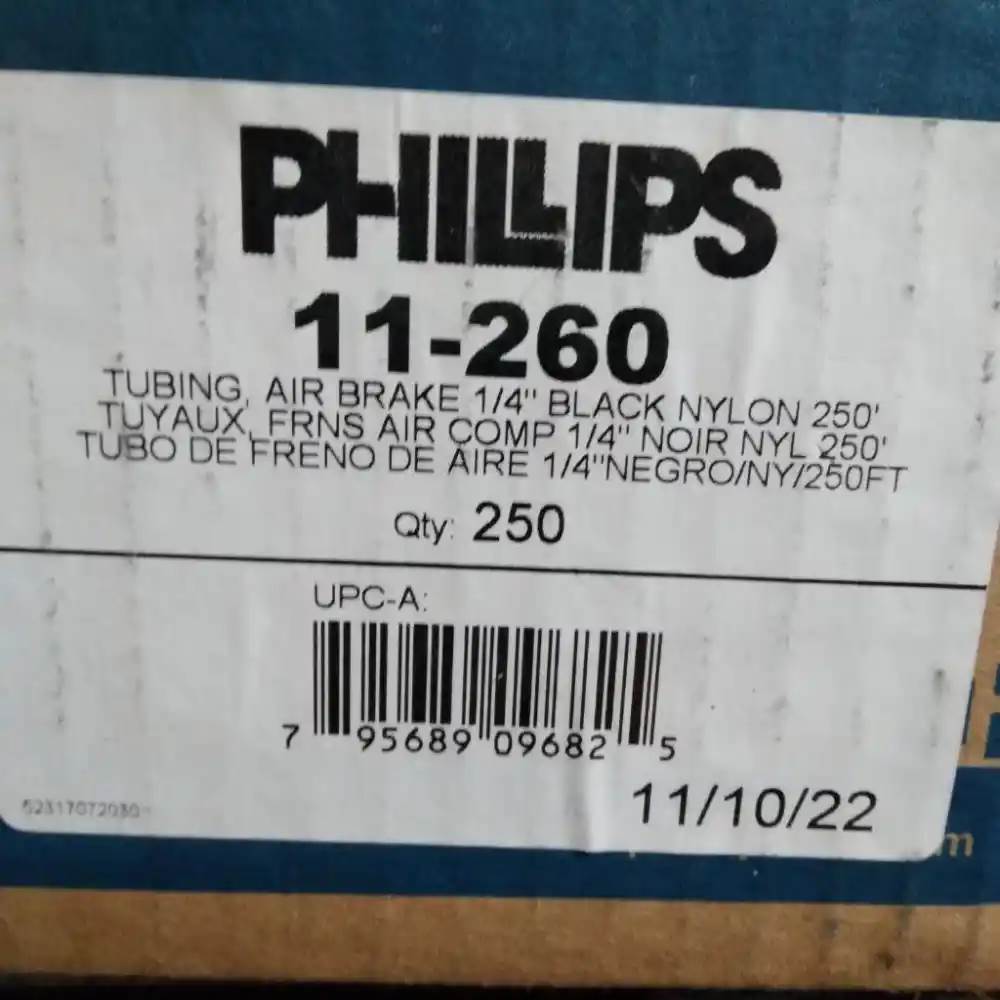 PHILLIPS
11-260
TUBING, AIR BRAKE 1/4" BLACK NYLON 250'
TUYAUX, FRNS AIR COMP 1/4" NOIR NYL 250'
TUBO DE FRENO DE AIRE 1/4"NEGRO/NY/250FT
Qty: 250
UPC-A:
7 95689 09682 5
11/10/22